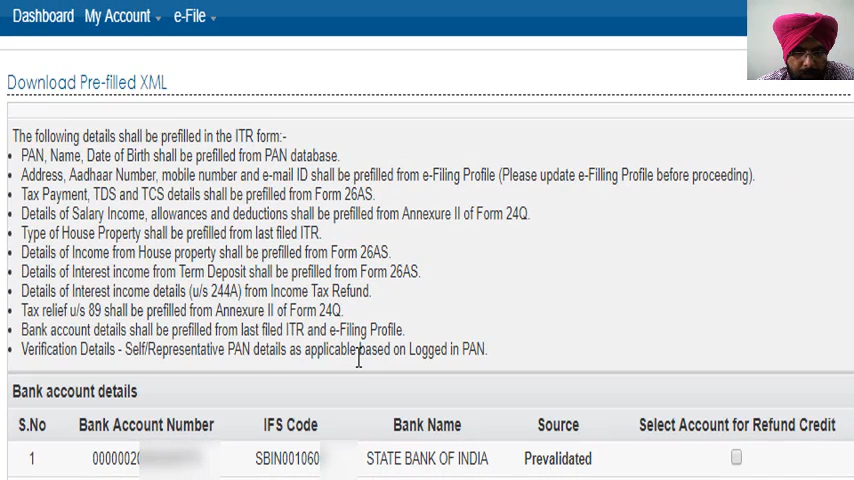 Dashboard My Account e-File
Download Pre-filled XML
The following details shall be prefilled in the ITR form:-
PAN, Name, Date of Birth shall be prefilled from PAN database.
Address, Aadhaar Number, mobile number and e-mail ID shall be prefilled from e-Filing Profile (Please update e-Filling Profile before proceeding).
Tax Payment, TDS and TCS details shall be prefilled from Form 26AS.
Details of Salary Income, allowances and deductions shall be prefilled from Annexure II of Form 24Q.
Type of House Property shall be prefilled from last filed ITR.
Details of Income from House property shall be prefilled from Form 26AS.
Details of Interest income from Term Deposit shall be prefilled from Form 26AS.
Details of Interest income details (u/s 244A) from Income Tax Refund.
Tax relief u/s 89 shall be prefilled from Annexure II of Form 24Q.
Bank account details shall be prefilled from last filed ITR and e-Filing Profile.
Verification Details - Self/Representative PAN details as applicable based on Logged in PAN.
Bank account details
S.No Bank Account Number IFS Code Bank Name Source Select Account for Refund Credit
1 0000002 SBIN001060 STATE BANK OF INDIA Prevalidated